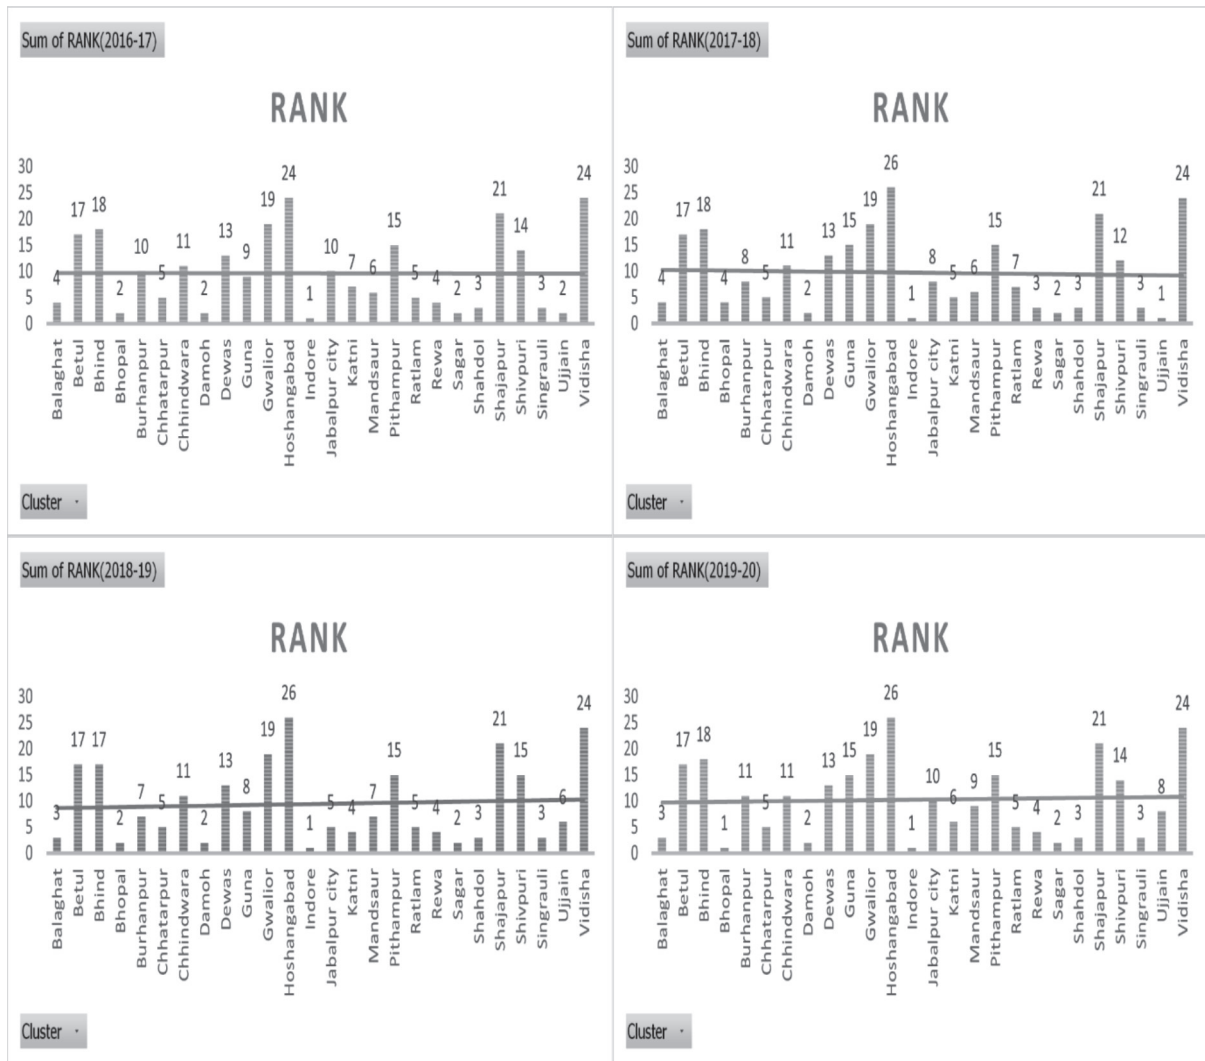 Sum of RANK(2016-17)
RANK
30
25
20
15
10
5
0
4
17
18
2
10
5
11
2
13
9
19
24
1
10
7
6
15
5
4
2
3
21
14
3
2
24
Balaghat
Betul
Bhind
Bhopal
Burhanpur
Chhatarpur
Chhindwara
Damoh
Dewas
Guna
Gwalior
Hoshangabad
Indore
Jabalpur city
Katni
Mandsaur
Pithampur
Ratlam
Rewa
Sagar
Shahdol
Shajapur
Shivpuri
Singrauli
Ujjain
Vidisha
Cluster
Sum of RANK(2017-18)
RANK
30
25
20
15
10
5
0
4
17
18
4
8
5
11
2
13
15
19
26
1
8
5
6
15
7
3
2
3
21
12
3
1
24
Balaghat
Betul
Bhind
Bhopal
Burhanpur
Chhatarpur
Chhindwara
Damoh
Dewas
Guna
Gwalior
Hoshangabad
Indore
Jabalpur city
Katni
Mandsaur
Pithampur
Ratlam
Rewa
Sagar
Shahdol
Shajapur
Shivpuri
Singrauli
Ujjain
Vidisha
Cluster
Sum of RANK(2018-19)
RANK
30
25
20
15
10
5
0
3
17
17
2
7
5
11
2
13
8
19
26
1
5
4
7
15
5
4
2
3
21
15
3
6
24
Balaghat
Betul
Bhind
Bhopal
Burhanpur
Chhatarpur
Chhindwara
Damoh
Dewas
Guna
Gwalior
Hoshangabad
Indore
Jabalpur city
Katni
Mandsaur
Pithampur
Ratlam
Rewa
Sagar
Shahdol
Shajapur
Shivpuri
Singrauli
Ujjain
Vidisha
Cluster
Sum of RANK(2019-20)
RANK
30
25
20
15
10
5
0
3
17
18
1
11
5
11
2
13
15
19
26
1
10
6
9
15
5
4
2
3
21
14
3
8
24
Balaghat
Betul
Bhind
Bhopal
Burhanpur
Chhatarpur
Chhindwara
Damoh
Dewas
Guna
Gwalior
Hoshangabad
Indore
Jabalpur city
Katni
Mandsaur
Pithampur
Ratlam
Rewa
Sagar
Shahdol
Shajapur
Shivpuri
Singrauli
Ujjain
Vidisha
Cluster